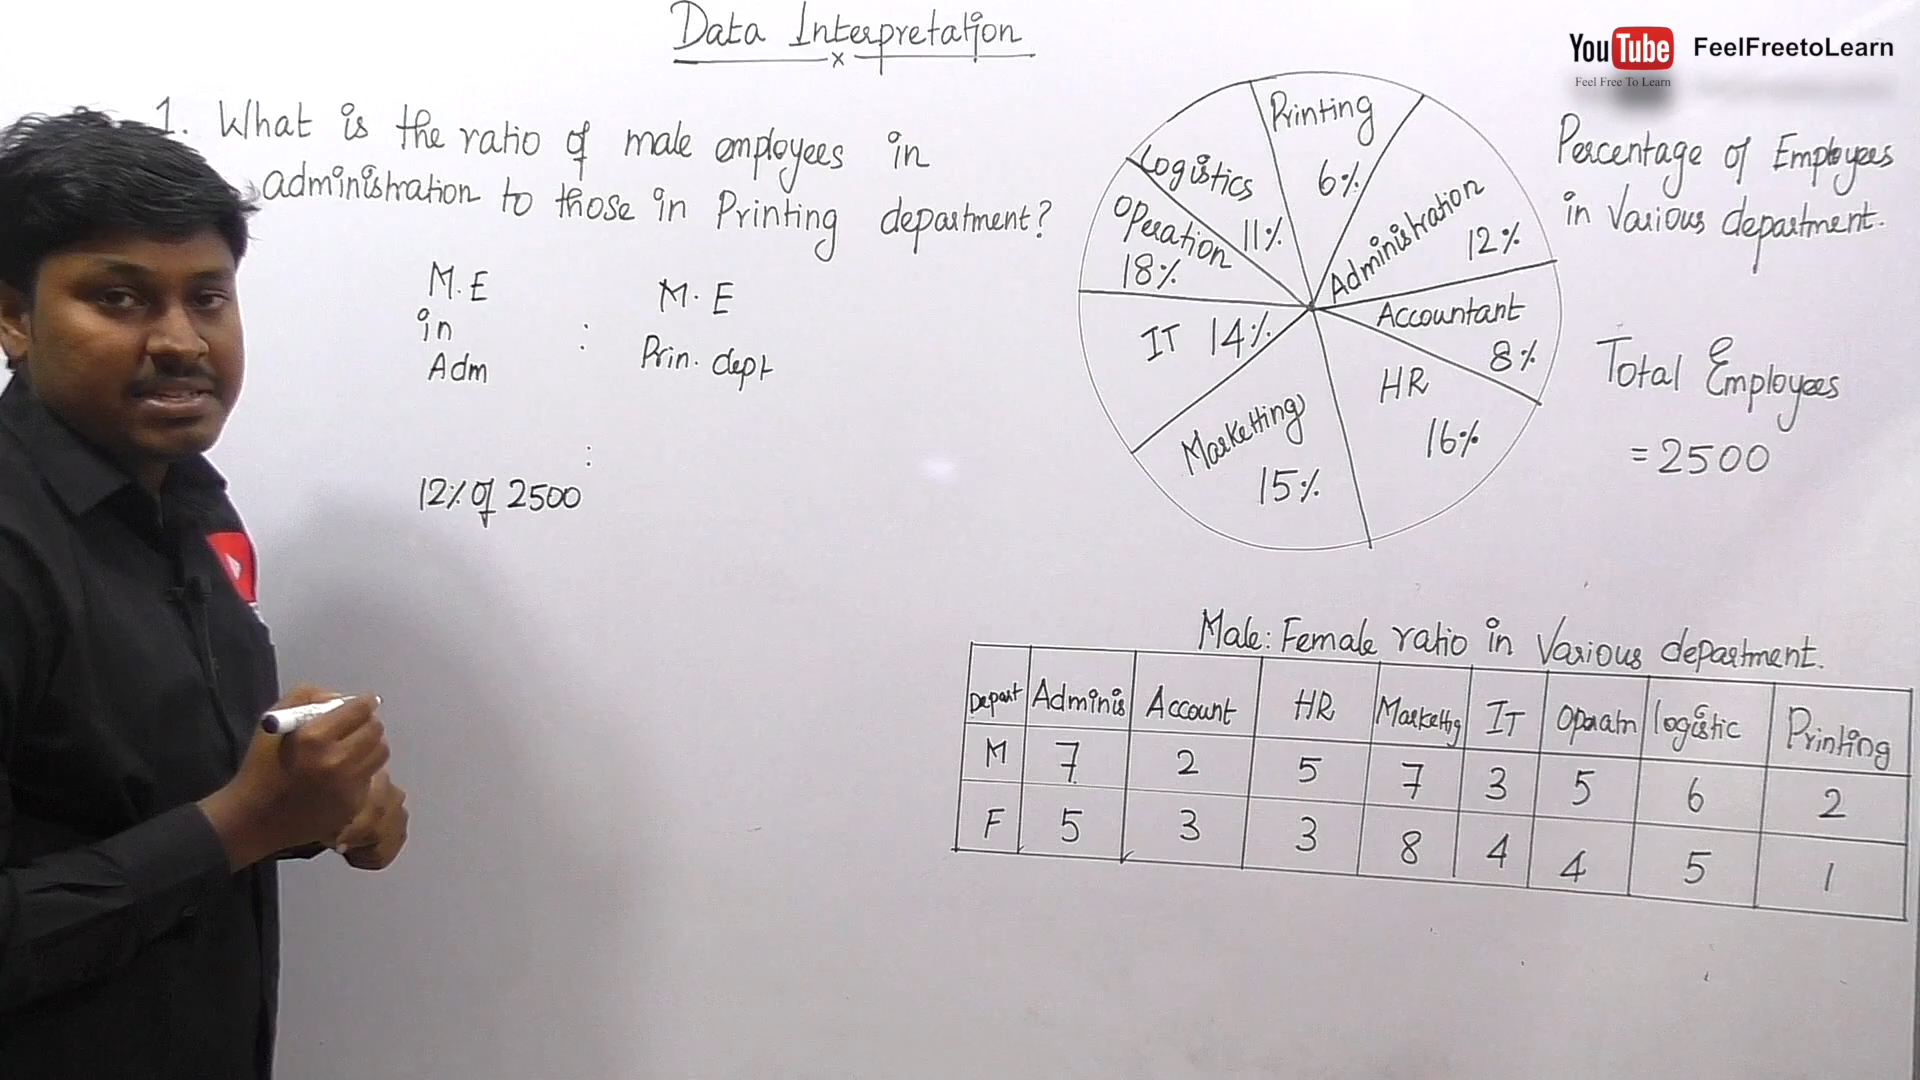 Data Interpretation
x
YouTube FeelFreetoLearn
Feel Free To Learn
1. What is the ratio of male employees in
administration to those in Printing department?
M.E
in
Adm
:
M.E
Prin. dept
:
12% of 2500
Printing
6%
Logistics
11%
Administration
12%
Operation
18%
Accountant
8%
IT 14%
HR
16%
Marketting
15%
Percentage of Employees
in Various department.
Total Employees
= 2500
Male: Female ratio in Various department.
Depart Adminis Account HR Markettg IT Operatn logistic Printing
M 7 2 5 7 3 5 6 2
F 5 3 3 8 4 4 5 1